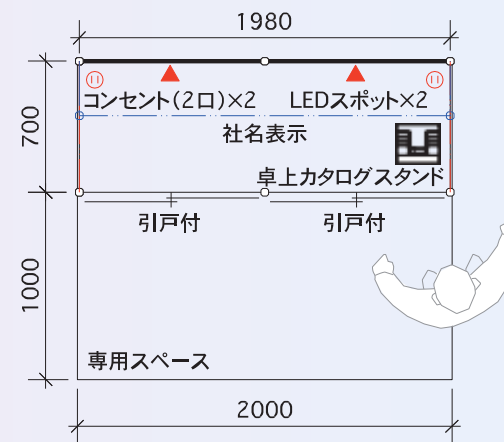 1980
700
コンセント(2口)×2
LEDスポット×2
社名表示
卓上カタログスタンド
引戸付
引戸付
1000
専用スペース
2000